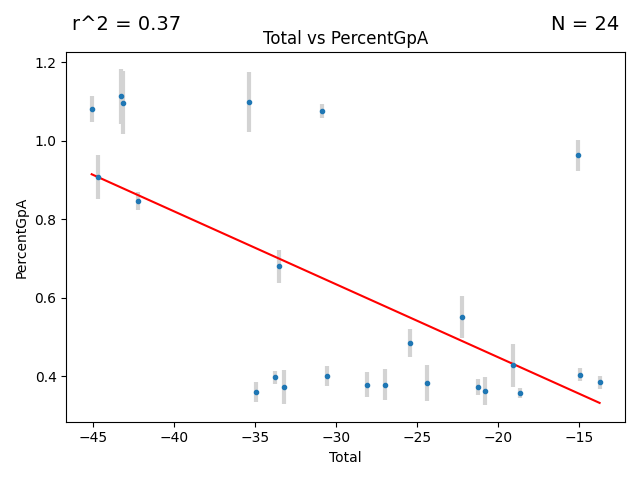 r^2 = 0.37
N = 24
Total vs PercentGpA
1.2
1.0
0.8
0.6
0.4
PercentGpA
−45
−40
−35
−30
−25
−20
−15
Total